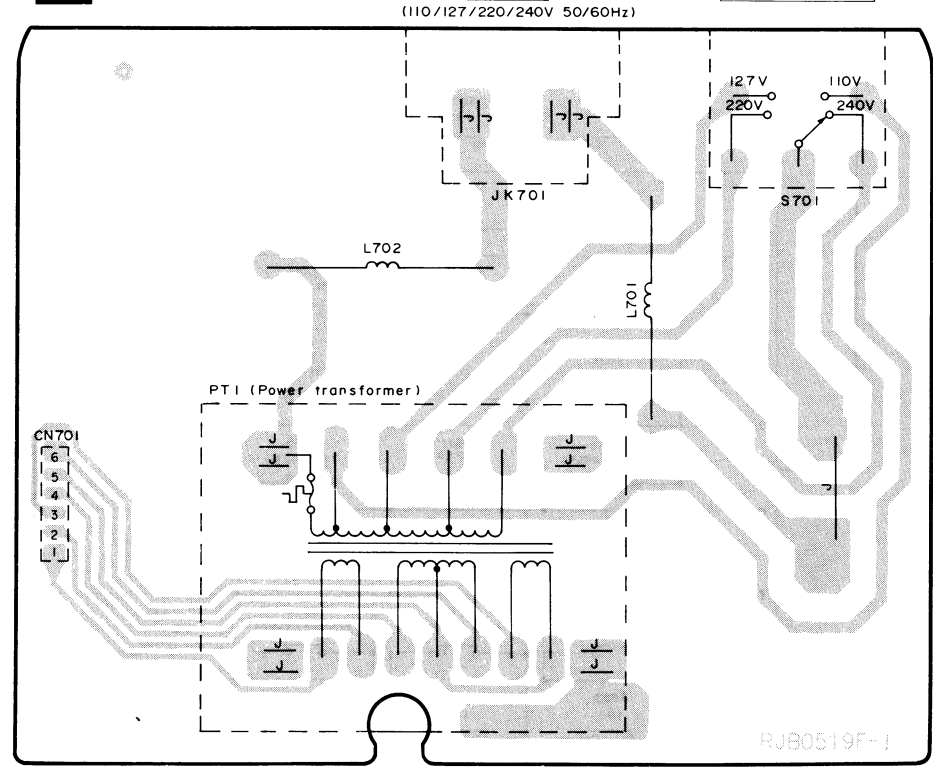 (110/127/220/240V 50/60Hz)
127V 110V
220V 240V
J J J J
JK701
S701
L702
L701
PT1 (Power transformer)
CN701
6
5
4
3
2
1
J J
J J
J
J J
J J
RJB0519F-1